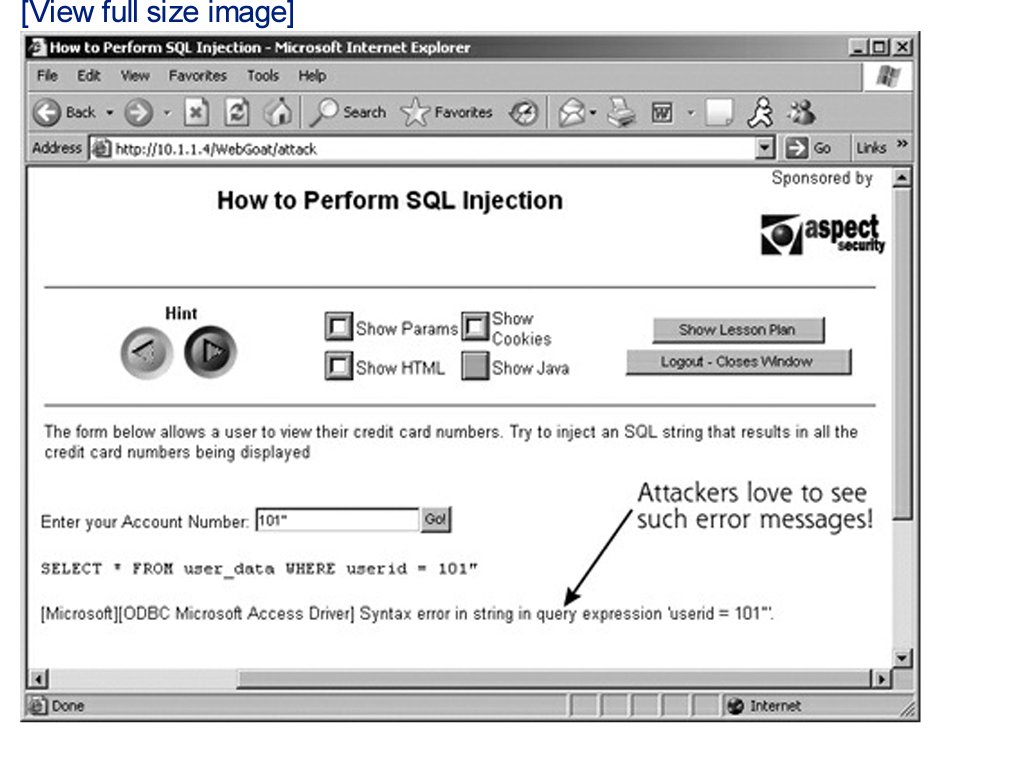 [View full size image]
How to Perform SQL Injection - Microsoft Internet Explorer
File Edit View Favorites Tools Help
Back Search Favorites
Address http://10.1.1.4/WebGoat/attack Go Links »
Sponsored by
How to Perform SQL Injection
aspect
security
Hint
Show Params Show Cookies
Show HTML Show Java
Show Lesson Plan
Logout - Closes Window
The form below allows a user to view their credit card numbers. Try to inject an SQL string that results in all the
credit card numbers being displayed
Attackers love to see
such error messages!
Enter your Account Number: 101" Go!
SELECT * FROM user_data WHERE userid = 101"
[Microsoft][ODBC Microsoft Access Driver] Syntax error in string in query expression 'userid = 101"'.
Done Internet